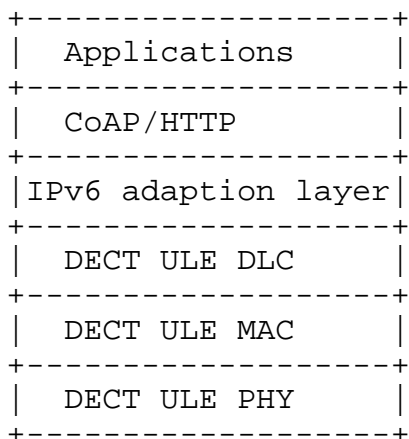 +-------------------+
|  Applications     |
+-------------------+
|  CoAP/HTTP        |
+-------------------+
|IPv6 adaption layer|
+-------------------+
|  DECT ULE DLC     |
+-------------------+
|  DECT ULE MAC     |
+-------------------+
|  DECT ULE PHY     |
+-------------------+